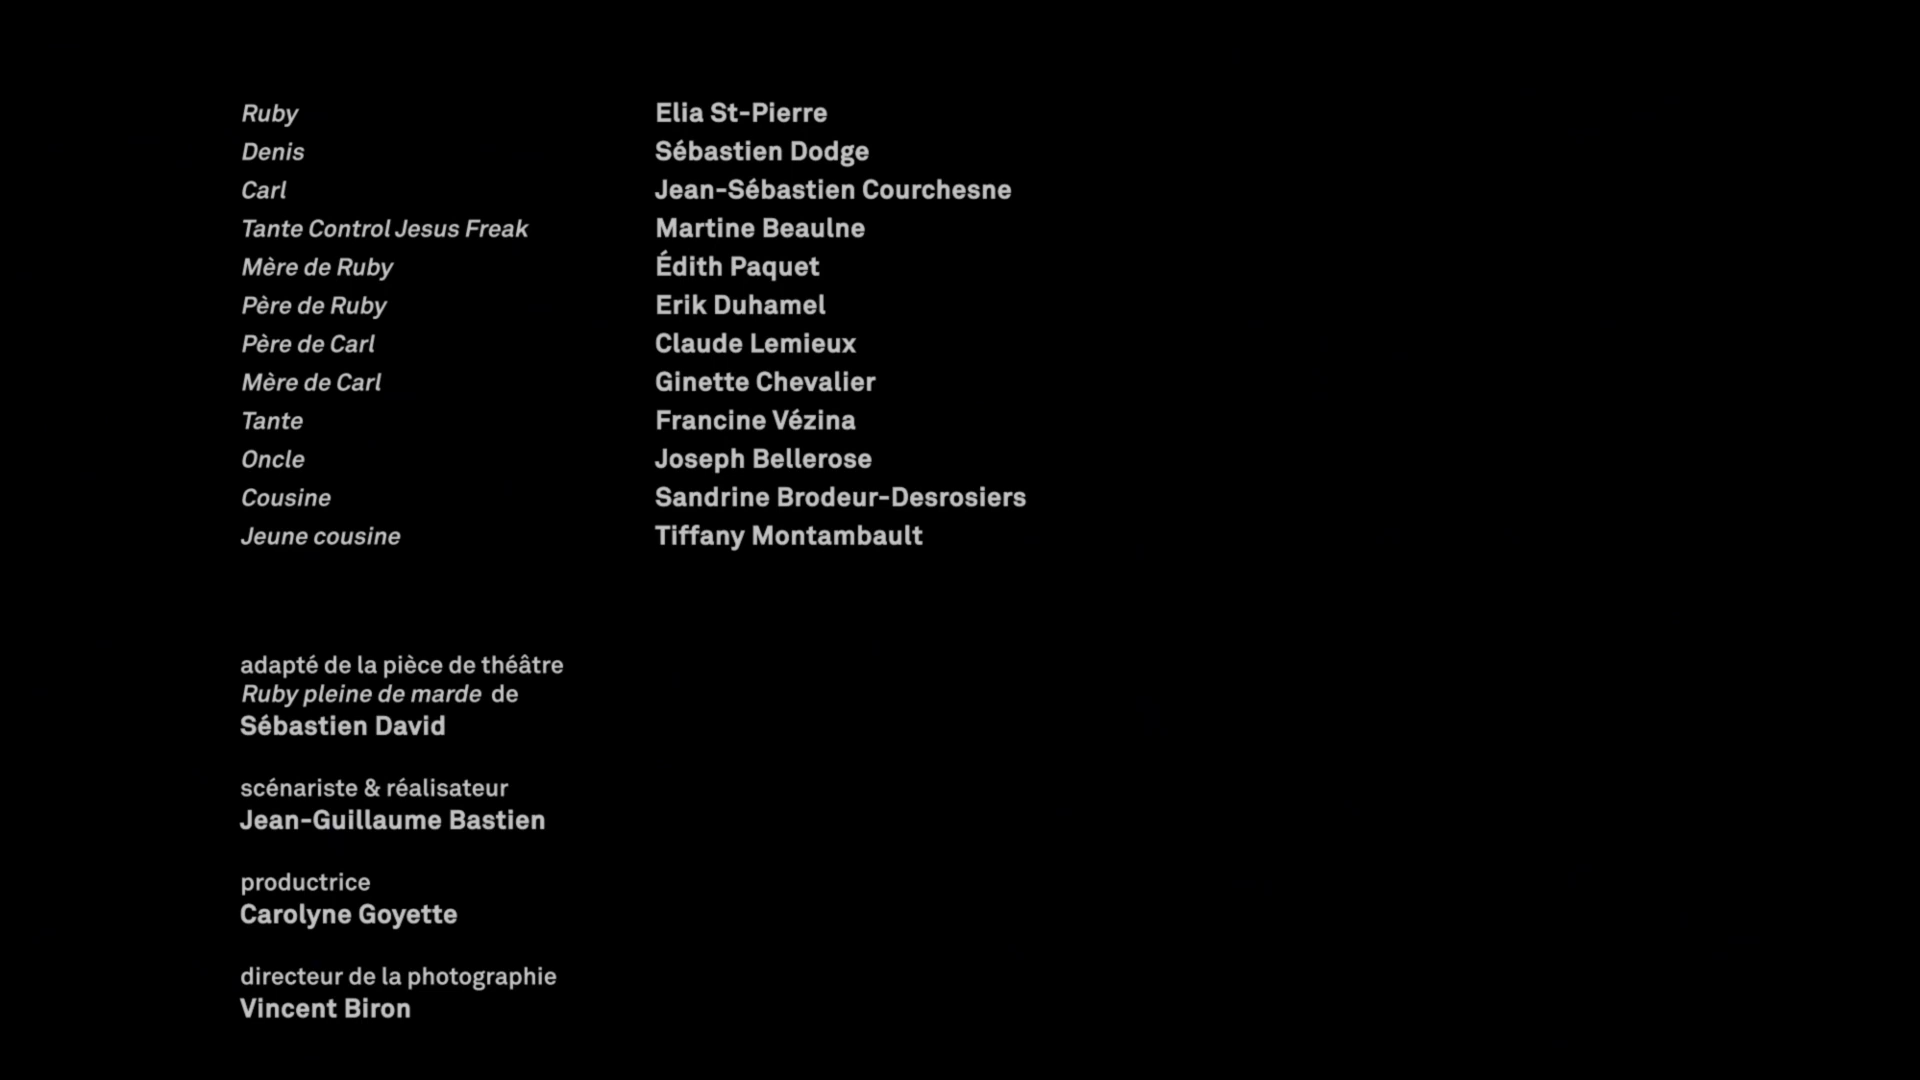 Ruby Elia St-Pierre
Denis Sébastien Dodge
Carl Jean-Sébastien Courchesne
Tante Control Jesus Freak Martine Beaulne
Mère de Ruby Édith Paquet
Père de Ruby Erik Duhamel
Père de Carl Claude Lemieux
Mère de Carl Ginette Chevalier
Tante Francine Vézina
Oncle Joseph Bellerose
Cousine Sandrine Brodeur-Desrosiers
Jeune cousine Tiffany Montambault
adapté de la pièce de théâtre
Ruby pleine de marde de
Sébastien David
scénariste & réalisateur
Jean-Guillaume Bastien
productrice
Carolyne Goyette
directeur de la photographie
Vincent Biron